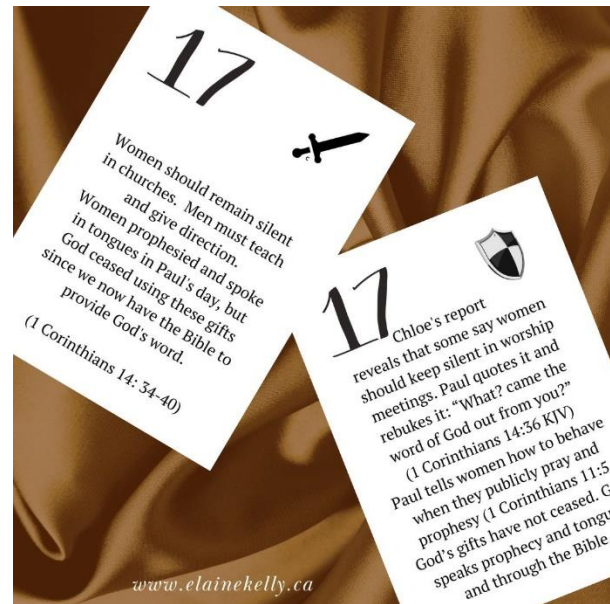 17
Women should remain silent
in churches. Men must teach
and give direction.
Women prophesied and spoke
in tongues in Paul's day, but
God ceased using these gifts
since we now have the Bible to
provide God's word.
(1 Corinthians 14: 34-40)
17
Chloe's report
reveals that some say women
should keep silent in worship
meetings. Paul quotes it and
rebukes it: “What? came the
word of God out from you?”
(1 Corinthians 14:36 KJV)
Paul tells women how to behave
when they publicly pray and
prophesy (1 Corinthians 11:5
God's gifts have not ceased.
speaks prophecy and
and through the Bible
www.elainekelly.ca